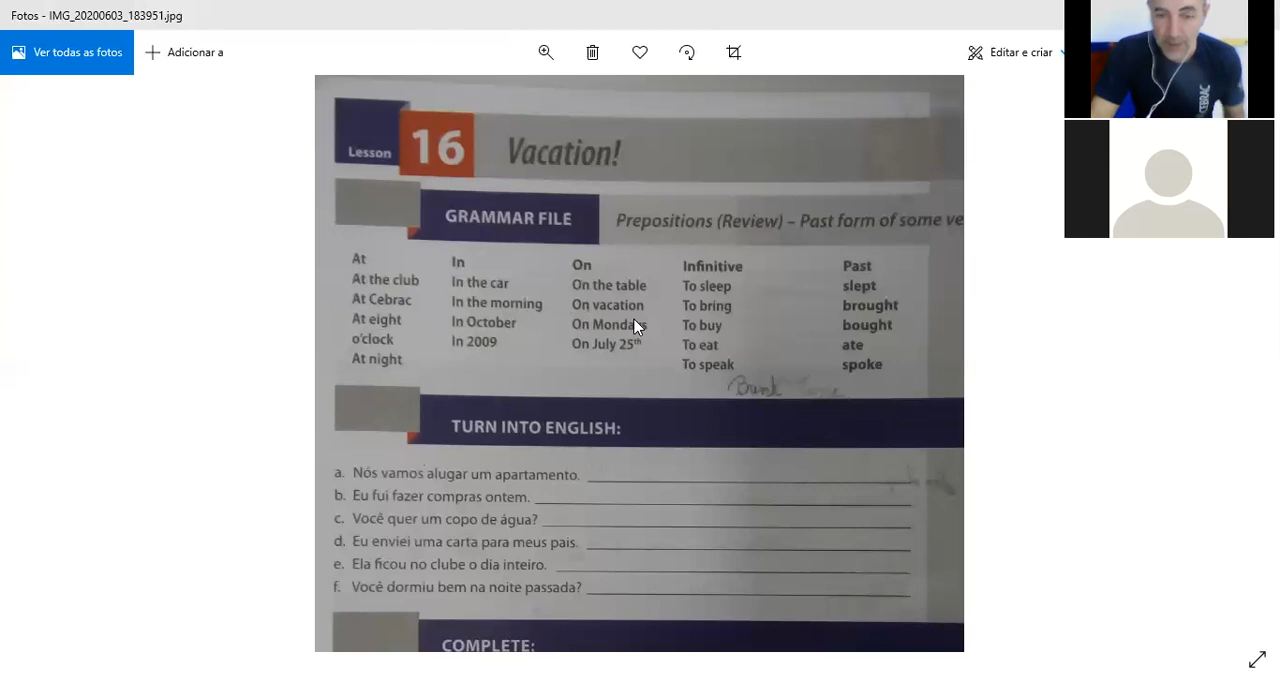 Fotos - IMG_20200603_183951.jpg
Ver todas as fotos
Adicionar a
Editar e criar
CEBRAC
Lesson 16 Vacation!
GRAMMAR FILE
Prepositions (Review) – Past form of some ve
At
At the club
At Cebrac
At eight
o'clock
At night
In
In the car
In the morning
In October
In 2009
On
On the table
On vacation
On Mondays
On July 25th
Infinitive
To sleep
To bring
To buy
To eat
To speak
Past
slept
brought
bought
ate
spoke
TURN INTO ENGLISH:
a. Nós vamos alugar um apartamento.
b. Eu fui fazer compras ontem.
c. Você quer um copo de água?
d. Eu enviei uma carta para meus pais.
e. Ela ficou no clube o dia inteiro.
f. Você dormiu bem na noite passada?
COMPLETE: